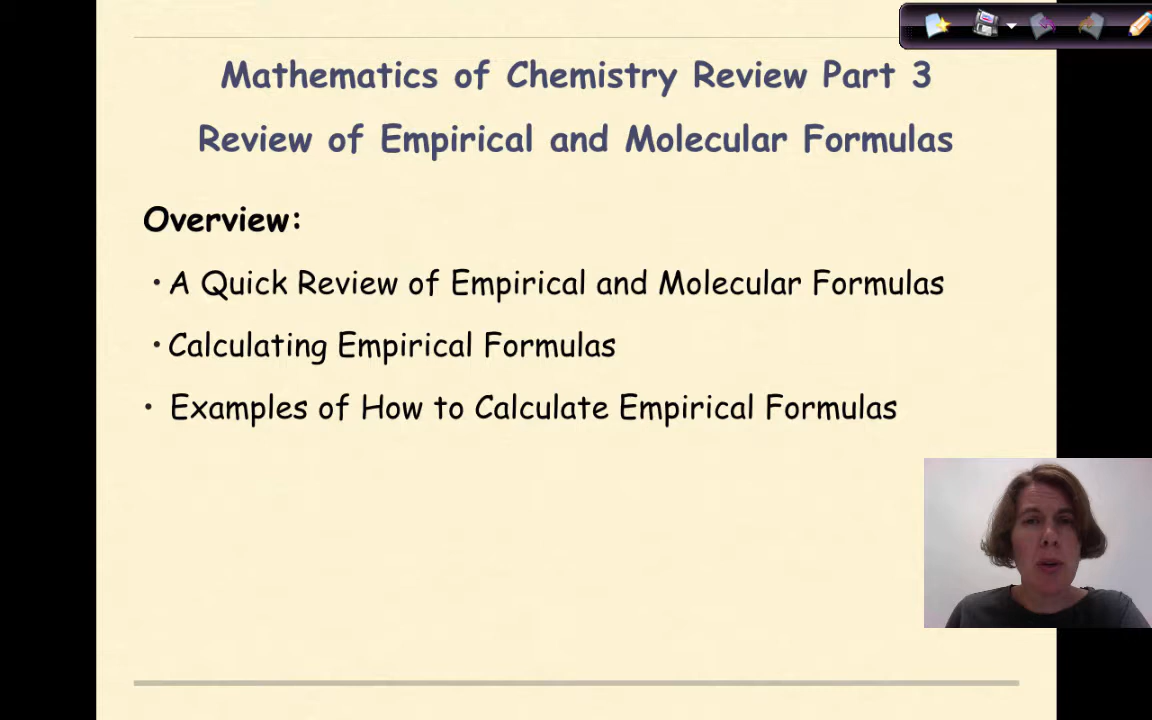 Mathematics of Chemistry Review Part 3
Review of Empirical and Molecular Formulas
Overview:
• A Quick Review of Empirical and Molecular Formulas
• Calculating Empirical Formulas
• Examples of How to Calculate Empirical Formulas